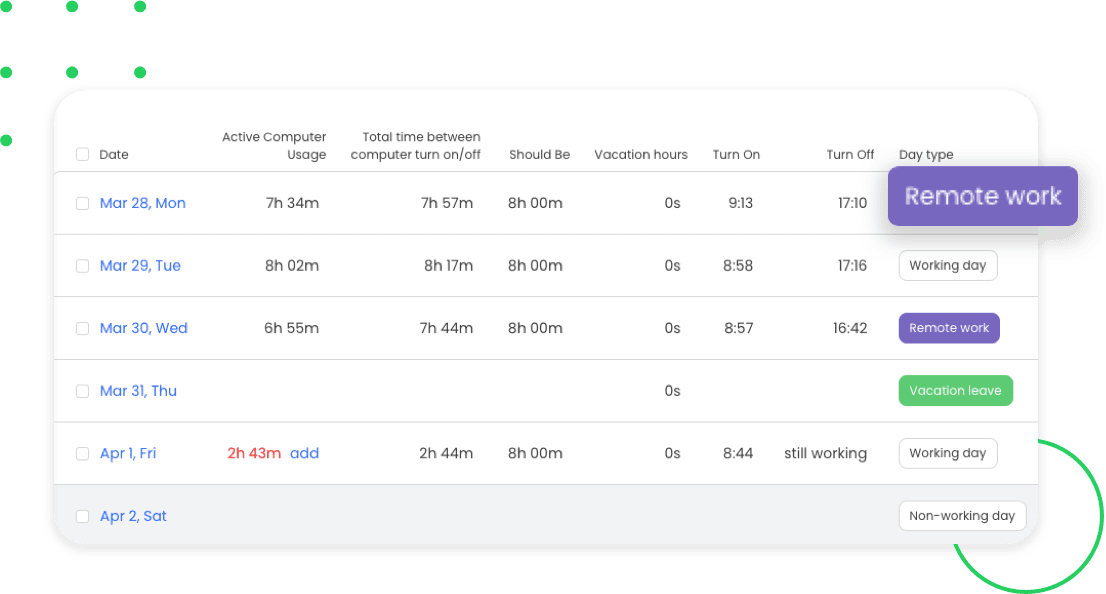 Active Computer Total time between
Date Usage computer turn on/off Should Be Vacation hours Turn On Turn Off Day type
Mar 28, Mon 7h 34m 7h 57m 8h 00m 0s 9:13 17:10 Remote work
Mar 29, Tue 8h 02m 8h 17m 8h 00m 0s 8:58 17:16 Working day
Mar 30, Wed 6h 55m 7h 44m 8h 00m 0s 8:57 16:42 Remote work
Mar 31, Thu 0s Vacation leave
Apr 1, Fri 2h 43m add 2h 44m 8h 00m 0s 8:44 still working Working day
Apr 2, Sat Non-working day